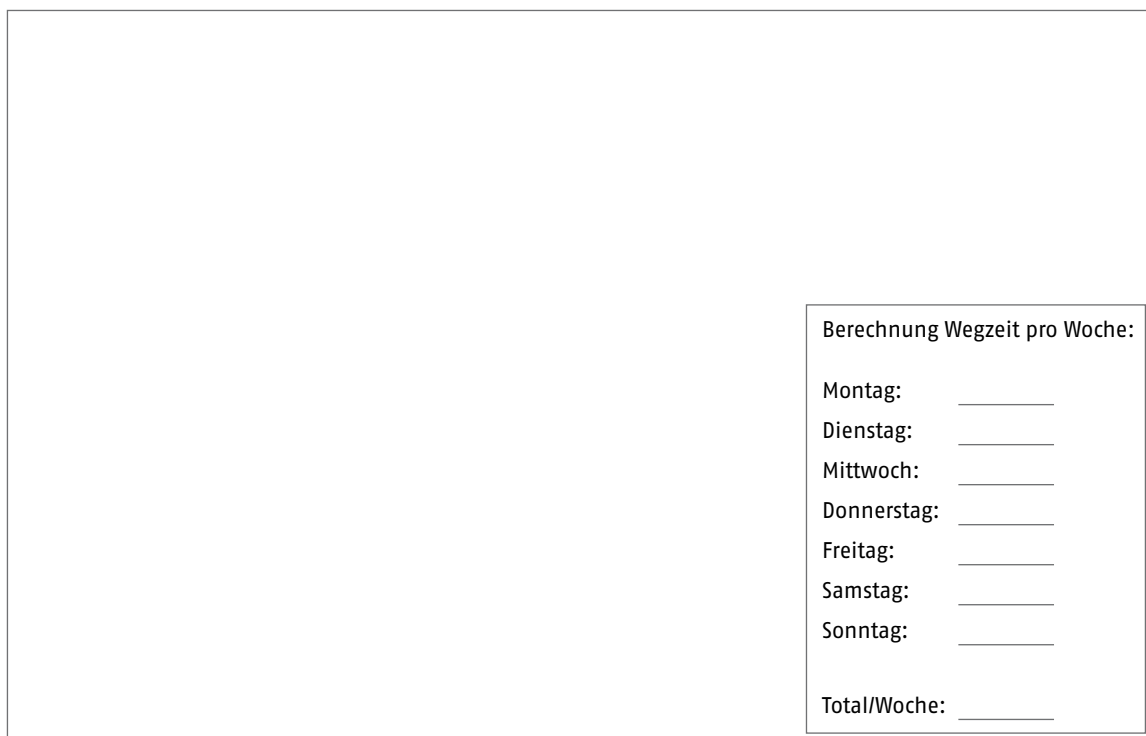 Berechnung Wegzeit pro Woche:
Montag:
Dienstag:
Mittwoch:
Donnerstag:
Freitag:
Samstag:
Sonntag:
Total/Woche: